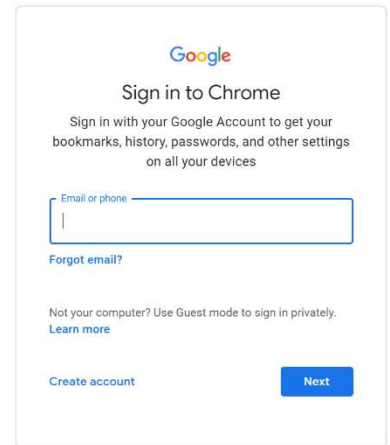 Google
Sign in to Chrome
Sign in with your Google Account to get your
bookmarks, history, passwords, and other settings
on all your devices
Email or phone
Forgot email?
Not your computer? Use Guest mode to sign in privately.
Learn more
Create account
Next